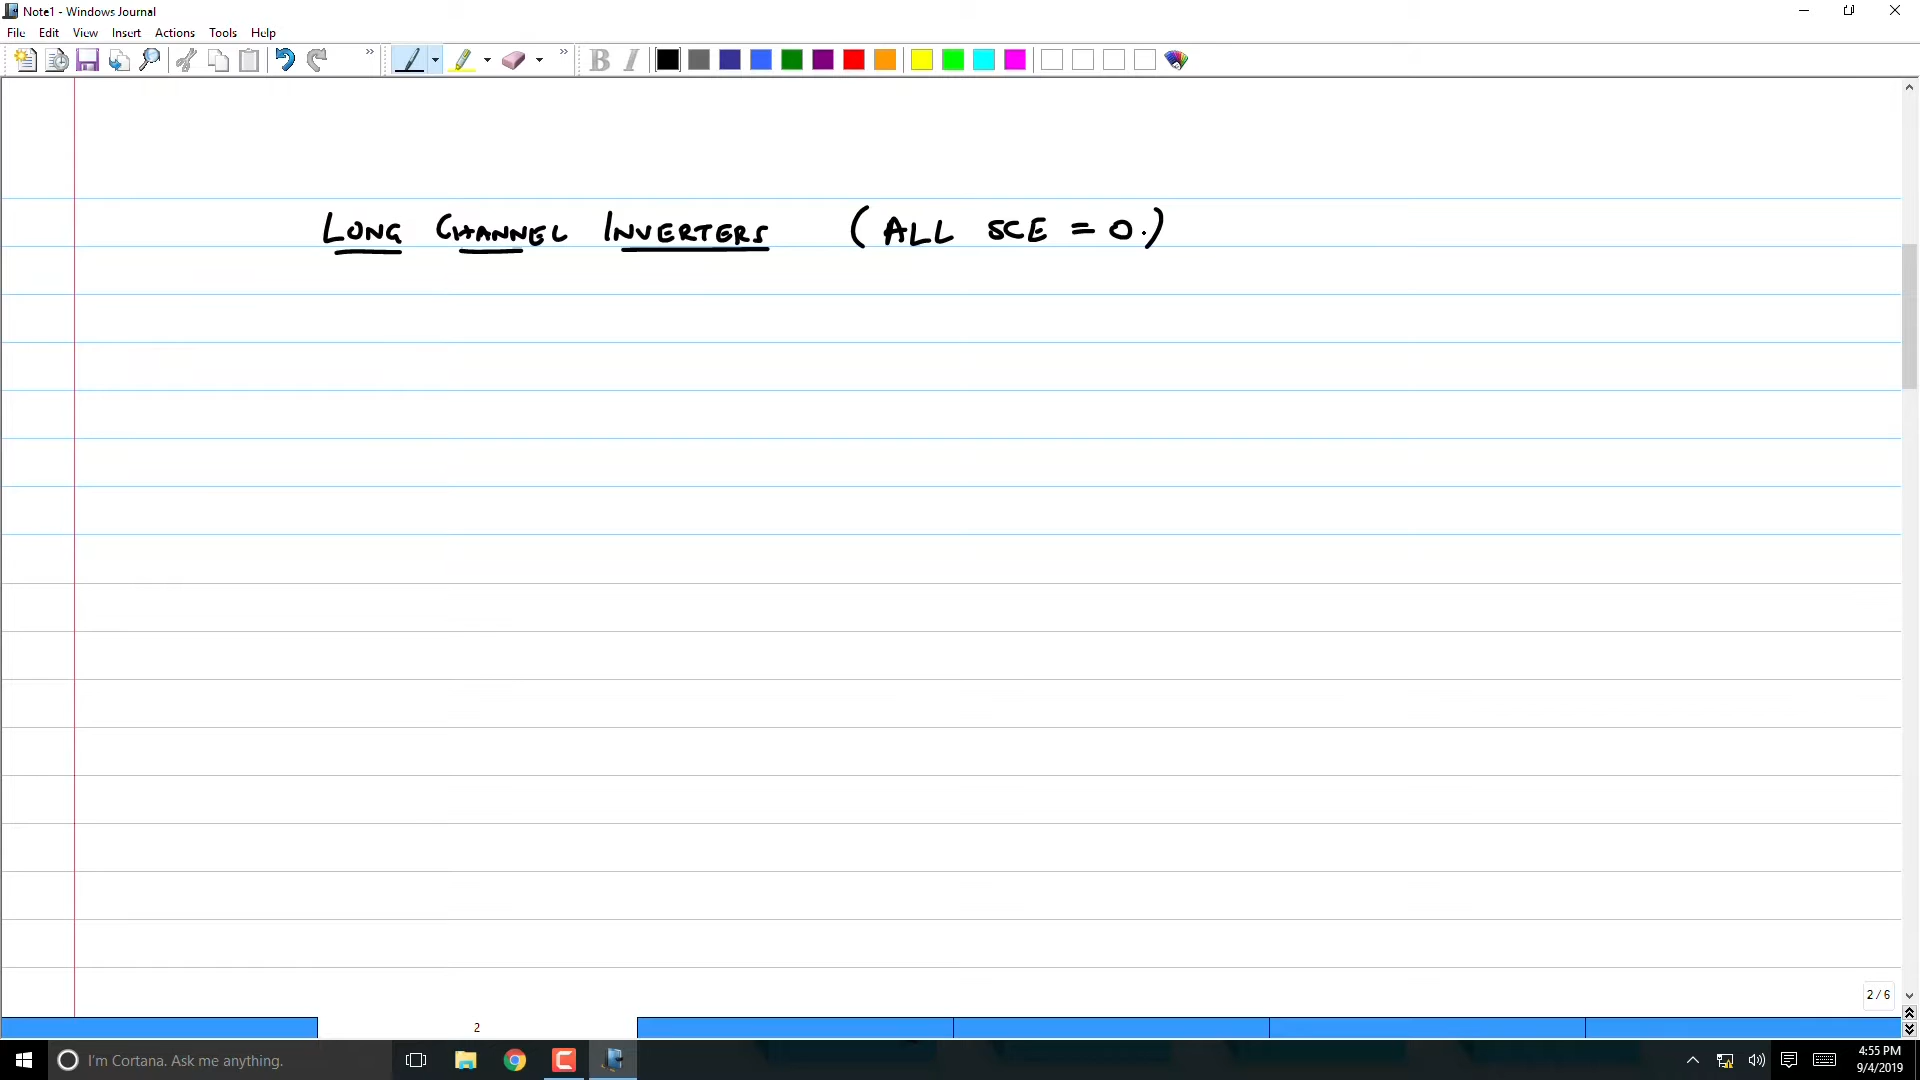 Note1 - Windows Journal
File Edit View Insert Actions Tools Help
B I
LONG CHANNEL INVERTERS (ALL SCE = 0.)
2 / 6
2
I'm Cortana. Ask me anything.
4:55 PM
9/4/2019